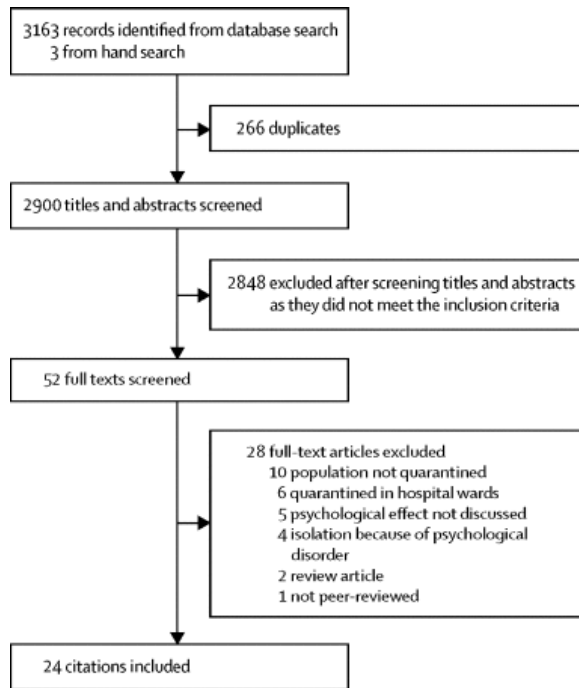 3163 records identified from database search
3 from hand search
266 duplicates
2900 titles and abstracts screened
2848 excluded after screening titles and abstracts
as they did not meet the inclusion criteria
52 full texts screened
28 full-text articles excluded
10 population not quarantined
6 quarantined in hospital wards
5 psychological effect not discussed
4 isolation because of psychological
disorder
2 review article
1 not peer-reviewed
24 citations included